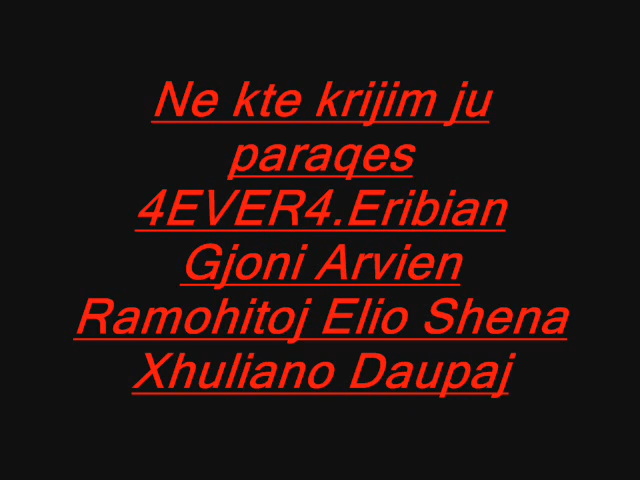 Ne kte krijim ju
paraqes
4EVER4.Eribian
Gjoni Arvien
Ramohitoj Elio Shena
Xhuliano Daupaj